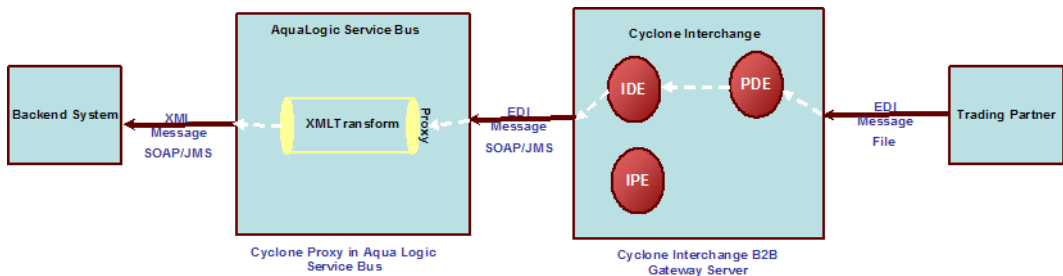 AquaLogic Service Bus
Cyclone Interchange
Backend System
XML
Message
SOAP/JMS
XMLTransform
Proxy
EDI
Message
SOAP/JMS
IDE
PDE
IPE
EDI
Message
File
Trading Partner
Cyclone Proxy in Aqua Logic
Service Bus
Cyclone Interchange B2B
Gateway Server